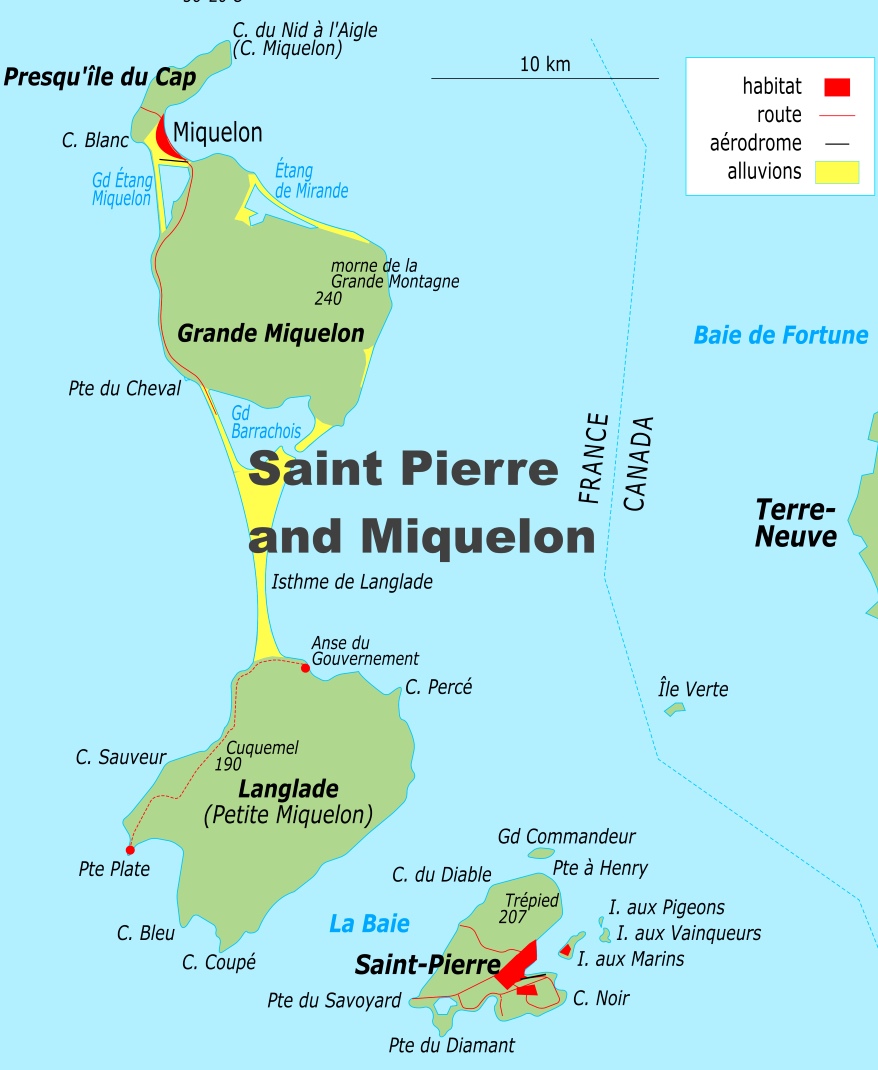 C. du Nid à l'Aigle
(C. Miquelon)
Presqu'île du Cap
10 km
habitat
route
aérodrome
alluvions
C. Blanc
Miquelon
Gd Étang
Miquelon
Étang
de Mirande
morne de la
Grande Montagne
240
Grande Miquelon
Baie de Fortune
Pte du Cheval
Gd
Barrachois
FRANCE
CANADA
Saint Pierre
and Miquelon
Terre-
Neuve
Isthme de Langlade
Anse du
Gouvernement
C. Percé
Île Verte
C. Sauveur
Cuquemel
190
Langlade
(Petite Miquelon)
Pte Plate
Gd Commandeur
Pte à Henry
C. du Diable
Trépied
207
I. aux Pigeons
I. aux Vainqueurs
I. aux Marins
La Baie
C. Bleu
C. Coupé
Saint-Pierre
Pte du Savoyard
C. Noir
Pte du Diamant